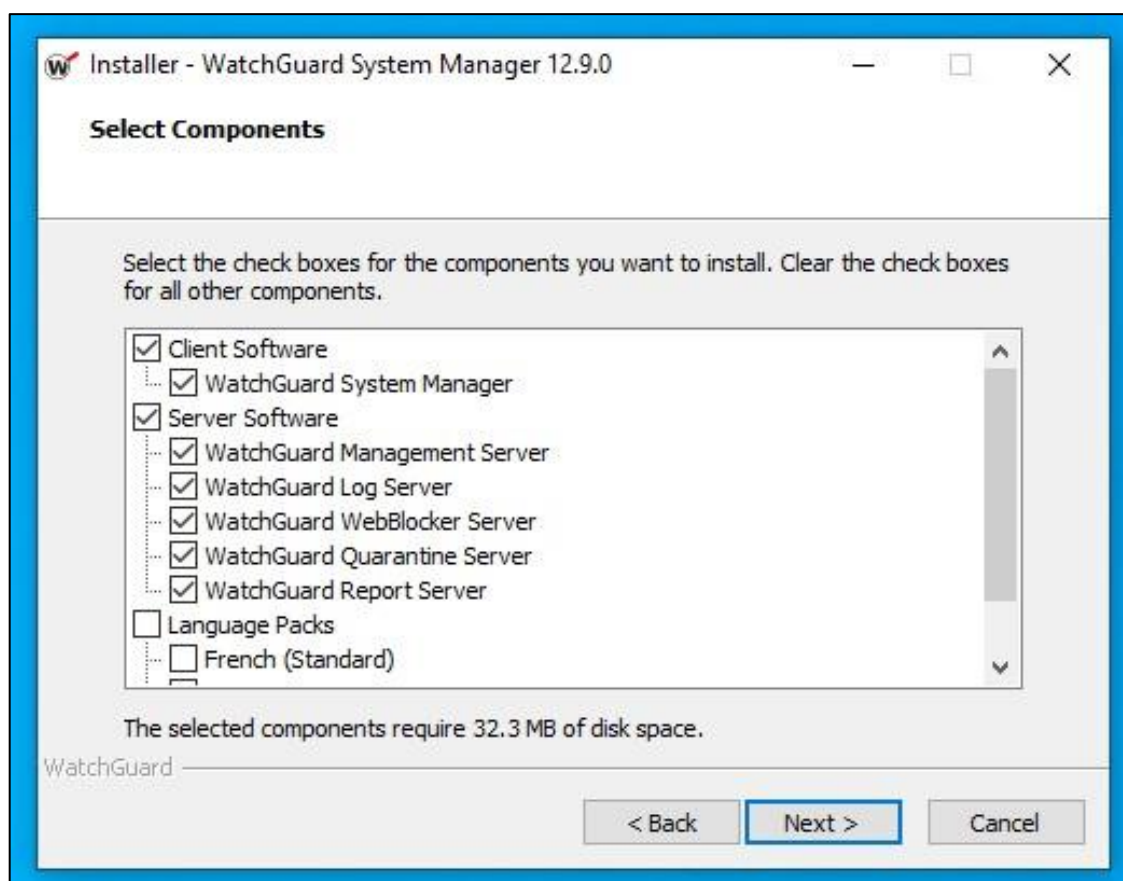 Installer - WatchGuard System Manager 12.9.0
Select Components
Select the check boxes for the components you want to install. Clear the check boxes
for all other components.
Client Software
WatchGuard System Manager
Server Software
WatchGuard Management Server
WatchGuard Log Server
WatchGuard WebBlocker Server
WatchGuard Quarantine Server
WatchGuard Report Server
Language Packs
French (Standard)
The selected components require 32.3 MB of disk space.
WatchGuard
< Back
Next >
Cancel